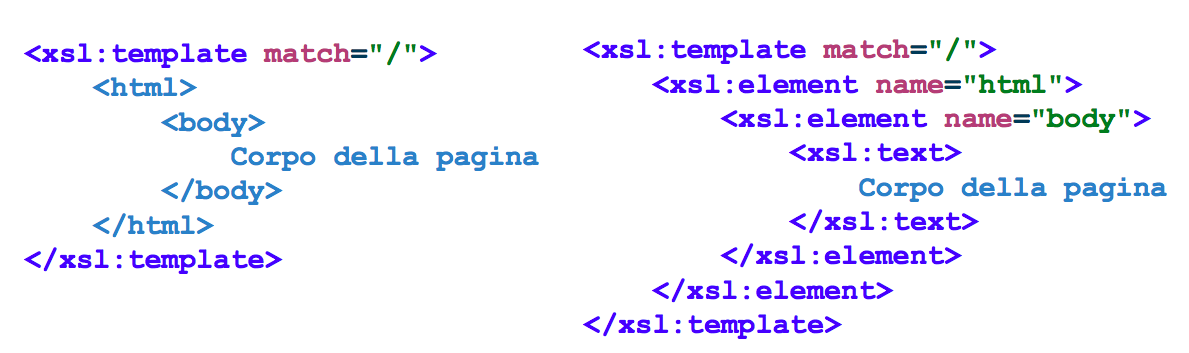 <xsl:template match="/">
    <html>
        <body>
            Corpo della pagina
        </body>
    </html>
</xsl:template>
<xsl:template match="/">
    <xsl:element name="html">
        <xsl:element name="body">
            <xsl:text>
                Corpo della pagina
            </xsl:text>
        </xsl:element>
    </xsl:element>
</xsl:template>